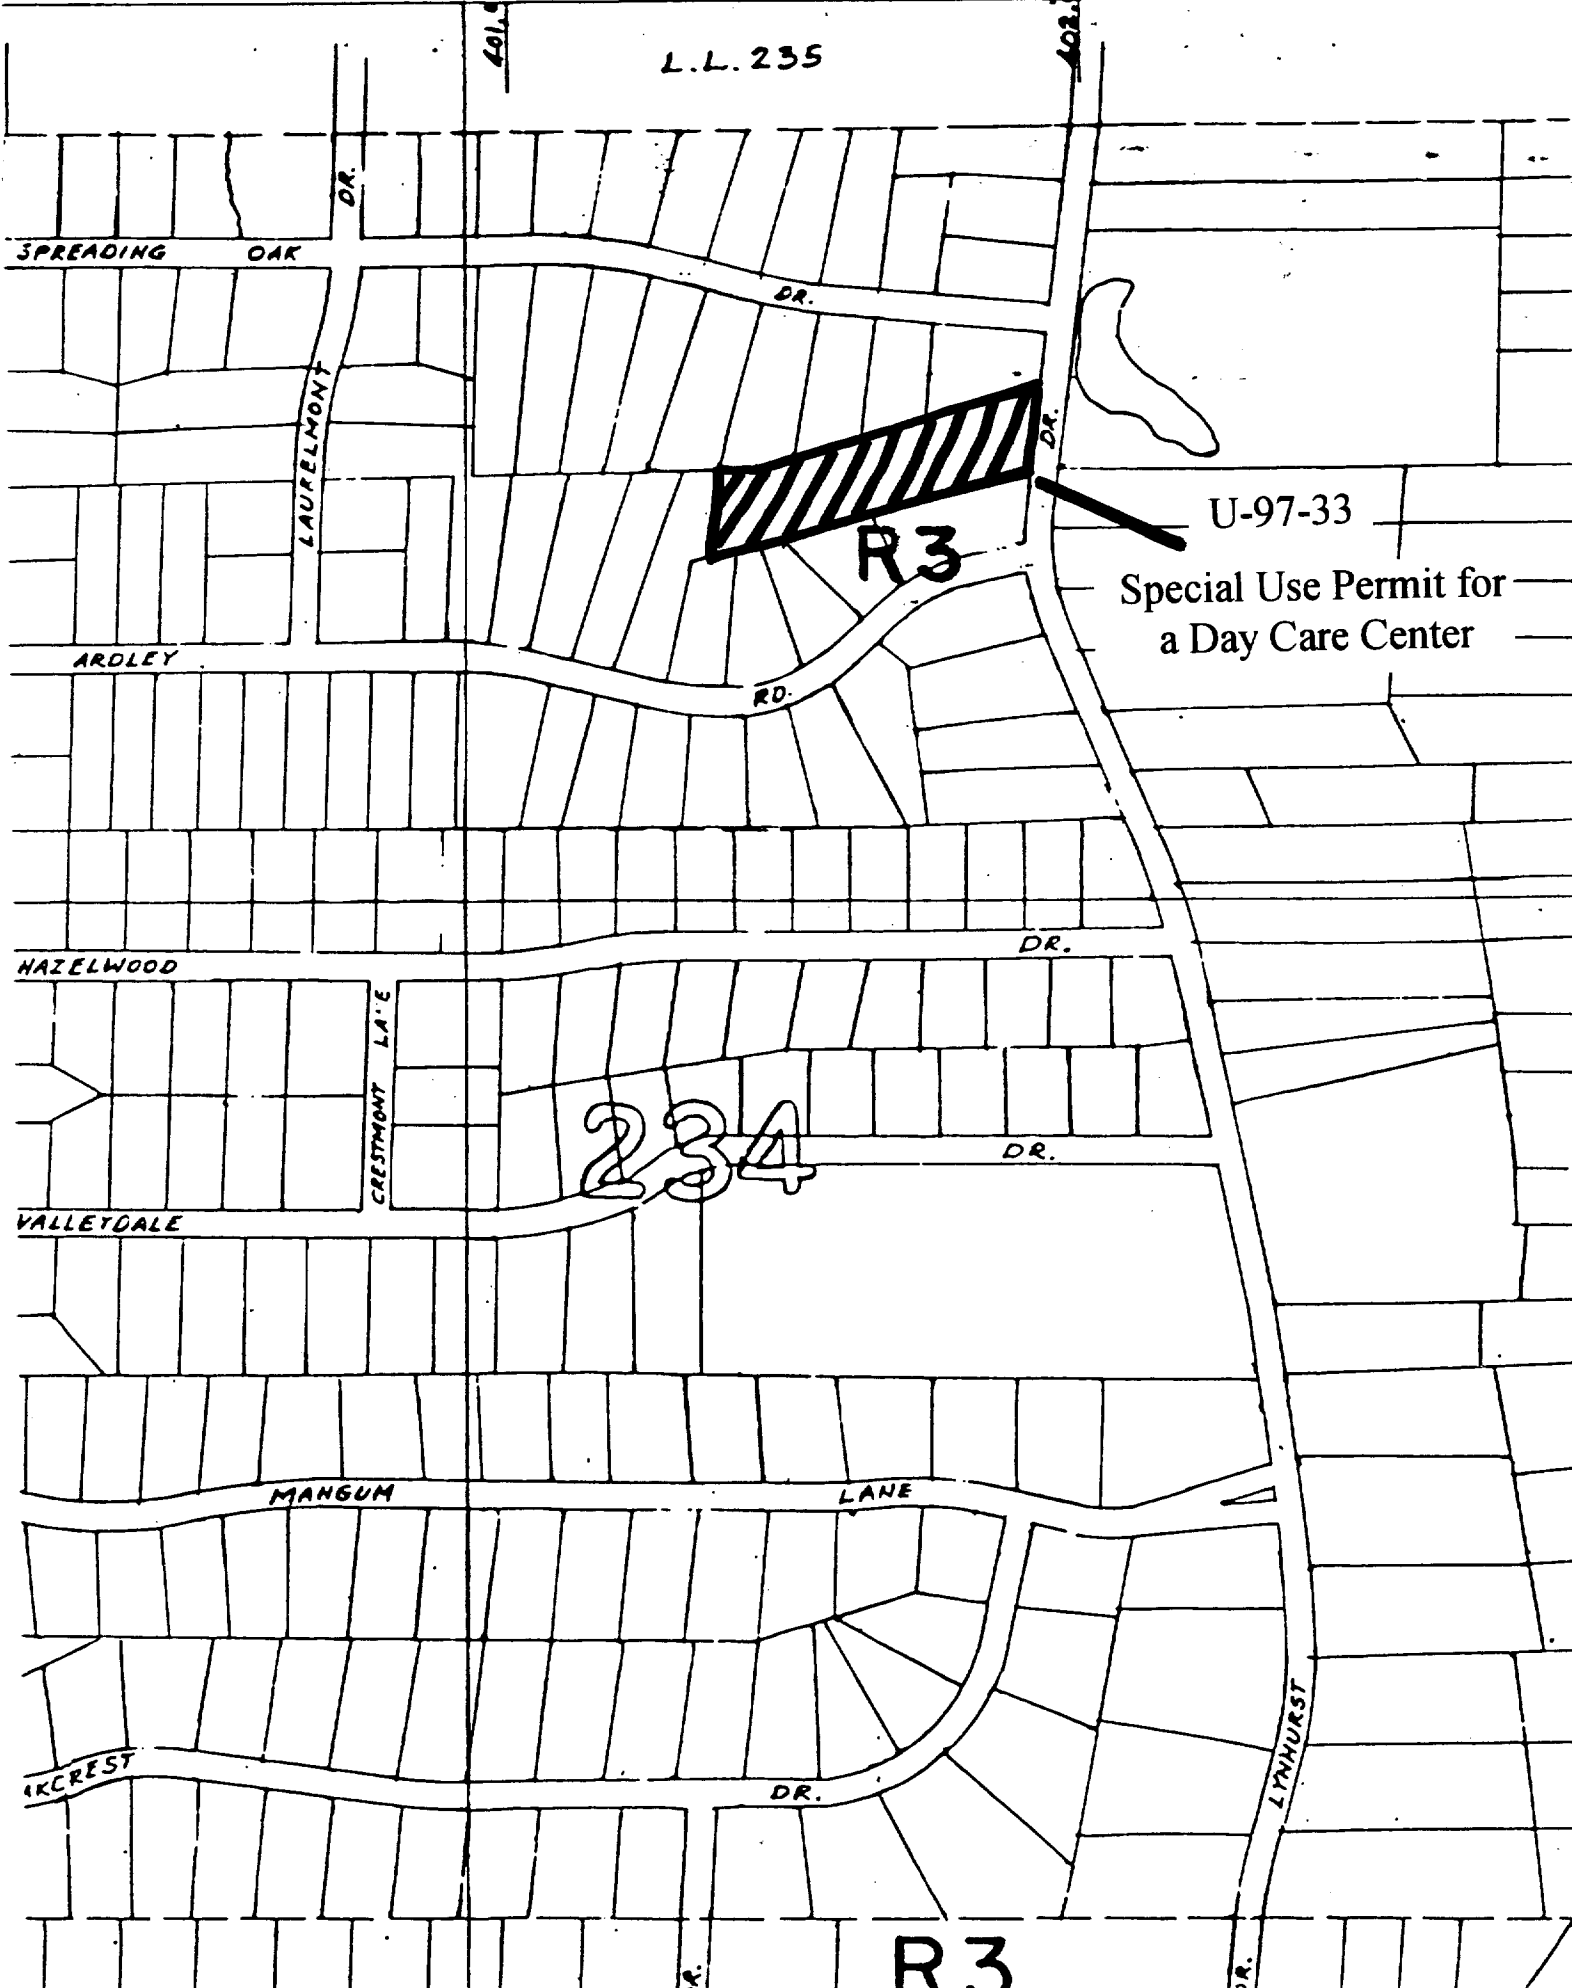 L.L. 235
DR.
SPREADING OAK
DR.
LAURELMONT
DR.
U-97-33
R3
Special Use Permit for
a Day Care Center
ARDLEY
RD.
HAZELWOOD
DR.
CRESTMONT
234
DR.
VALLEYDALE
MANGUM
LANE
LYNHURST
DR.
R3